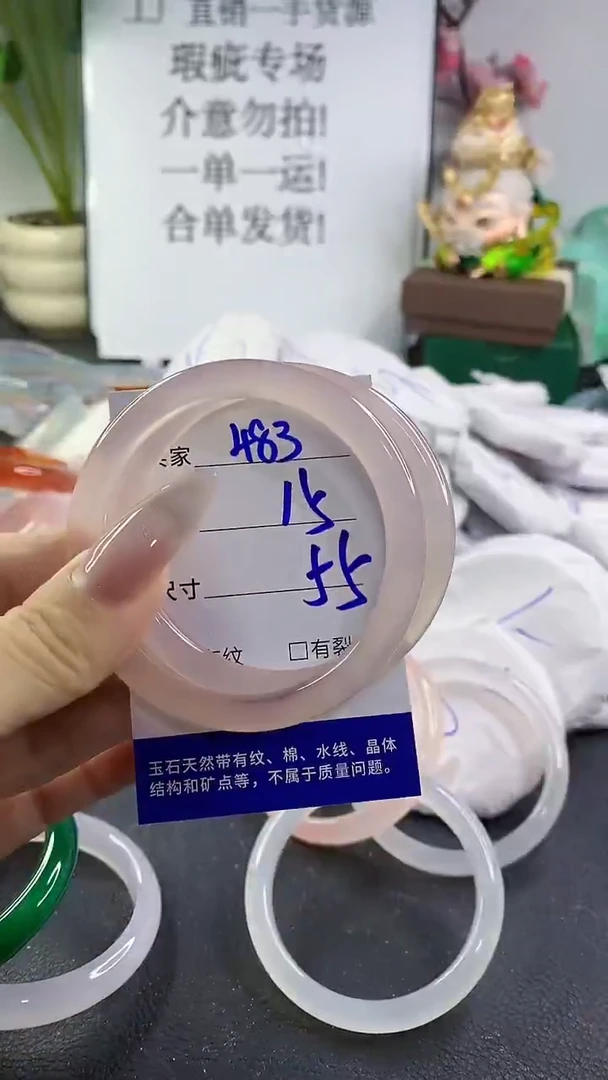 直销一手货源
瑕疵专场
介意勿拍!
一单一运!
合单发货!
家 483
15
尺寸 55
纹 □有裂
玉石天然带有纹、棉、水线、晶体
结构和矿点等，不属于质量问题。